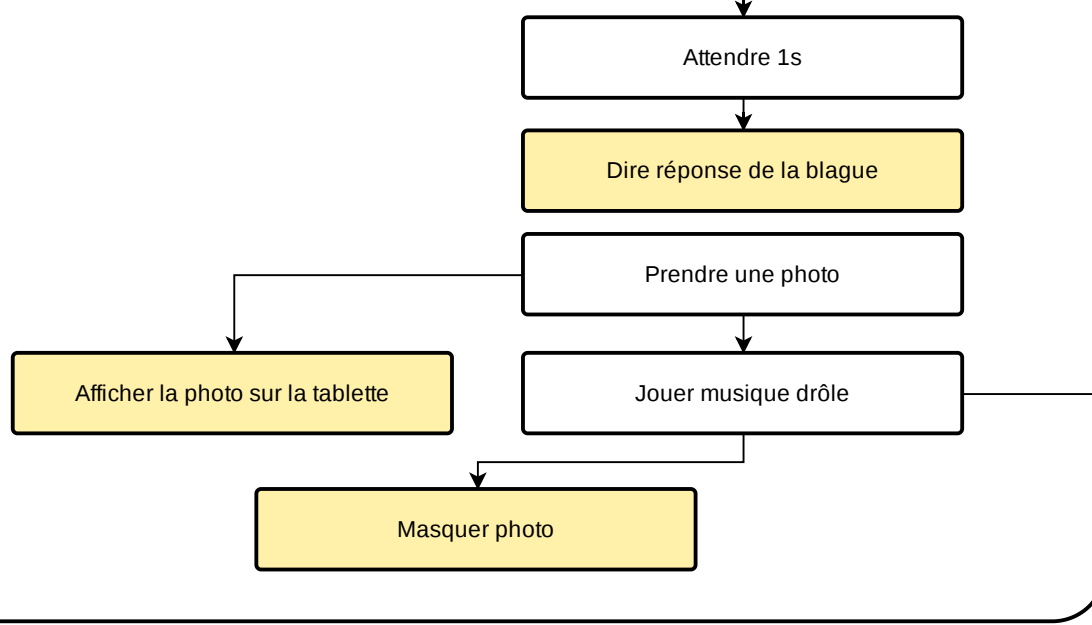 Attendre 1s
Dire réponse de la blague
Prendre une photo
Afficher la photo sur la tablette
Jouer musique drôle
Masquer photo